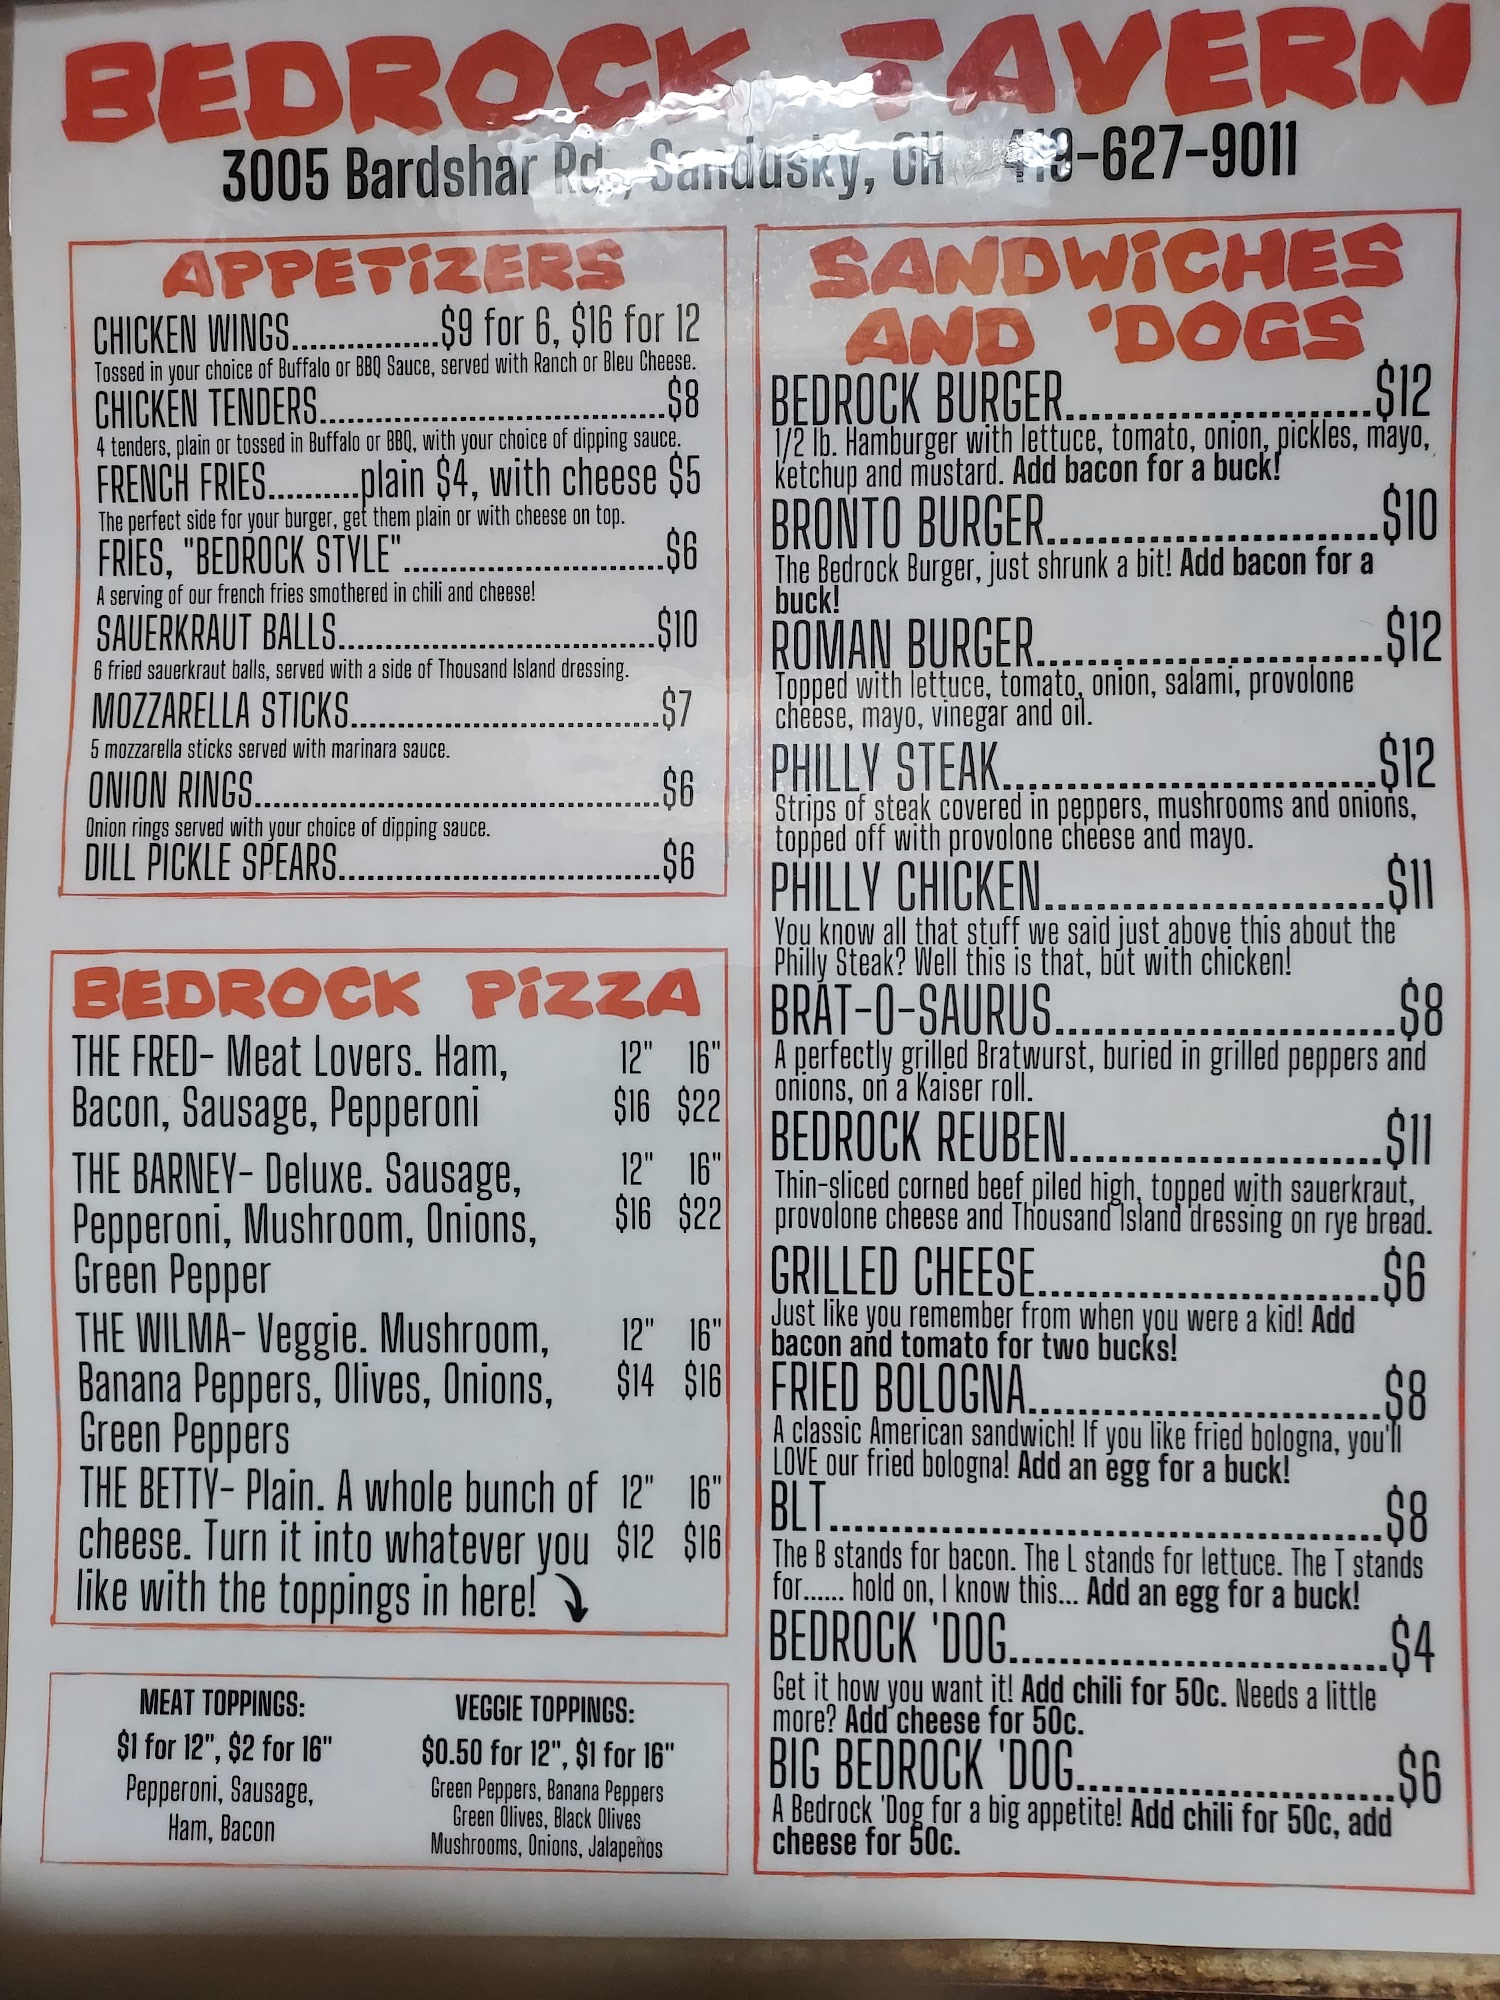 BEDROCK TAVERN
3005 Bardshar Rd., Sandusky, OH 419-627-9011
APPETIZERS
CHICKEN WINGS..............$9 for 6, $16 for 12
Tossed in your choice of Buffalo or BBQ Sauce, served with Ranch or Bleu Cheese.
CHICKEN TENDERS..................................$8
4 tenders, plain or tossed in Buffalo or BBQ, with your choice of dipping sauce.
FRENCH FRIES..........plain $4, with cheese $5
The perfect side for your burger, get them plain or with cheese on top.
FRIES, "BEDROCK STYLE" ..........................$6
A serving of our french fries smothered in chili and cheese!
SAUERKRAUT BALLS................................$10
6 fried sauerkraut balls, served with a side of Thousand Island dressing.
MOZZARELLA STICKS...............................$7
5 mozzarella sticks served with marinara sauce.
ONION RINGS.........................................$6
Onion rings served with your choice of dipping sauce.
DILL PICKLE SPEARS................................$6
BEDROCK PIZZA
THE FRED- Meat Lovers. Ham, 12" 16"
Bacon, Sausage, Pepperoni $16 $22
THE BARNEY- Deluxe. Sausage, 12" 16"
Pepperoni, Mushroom, Onions, $16 $22
Green Pepper
THE WILMA- Veggie. Mushroom, 12" 16"
Banana Peppers, Olives, Onions, $14 $16
Green Peppers
THE BETTY- Plain. A whole bunch of 12" 16"
cheese. Turn it into whatever you $12 $16
like with the toppings in here!
MEAT TOPPINGS:
$1 for 12", $2 for 16"
Pepperoni, Sausage,
Ham, Bacon
VEGGIE TOPPINGS:
$0.50 for 12", $1 for 16"
Green Peppers, Banana Peppers
Green Olives, Black Olives
Mushrooms, Onions, Jalapeños
SANDWICHES
AND 'DOGS
BEDROCK BURGER..........................$12
1/2 lb. Hamburger with lettuce, tomato, onion, pickles, mayo,
ketchup and mustard. Add bacon for a buck!
BRONTO BURGER............................$10
The Bedrock Burger, just shrunk a bit! Add bacon for a
buck!
ROMAN BURGER.............................$12
Topped with lettuce, tomato, onion, salami, provolone
cheese, mayo, vinegar and oil.
PHILLY STEAK................................$12
Strips of steak covered in peppers, mushrooms and onions,
topped off with provolone cheese and mayo.
PHILLY CHICKEN.............................$11
You know all that stuff we said just above this about the
Philly Steak? Well this is that, but with chicken!
BRAT-O-SAURUS.............................$8
A perfectly grilled Bratwurst, buried in grilled peppers and
onions, on a Kaiser roll.
BEDROCK REUBEN..........................$11
Thin-sliced corned beef piled high, topped with sauerkraut,
provolone cheese and Thousand Island dressing on rye bread.
GRILLED CHEESE.............................$6
Just like you remember from when you were a kid! Add
bacon and tomato for two bucks!
FRIED BOLOGNA..............................$8
A classic American sandwich! If you like fried bologna, you'll
LOVE our fried bologna! Add an egg for a buck!
BLT...............................................$8
The B stands for bacon. The L stands for lettuce. The T stands
for...... hold on, I know this... Add an egg for a buck!
BEDROCK 'DOG................................$4
Get it how you want it! Add chili for 50c. Needs a little
more? Add cheese for 50c.
BIG BEDROCK 'DOG...........................$6
A Bedrock 'Dog for a big appetite! Add chili for 50c, add
cheese for 50c.